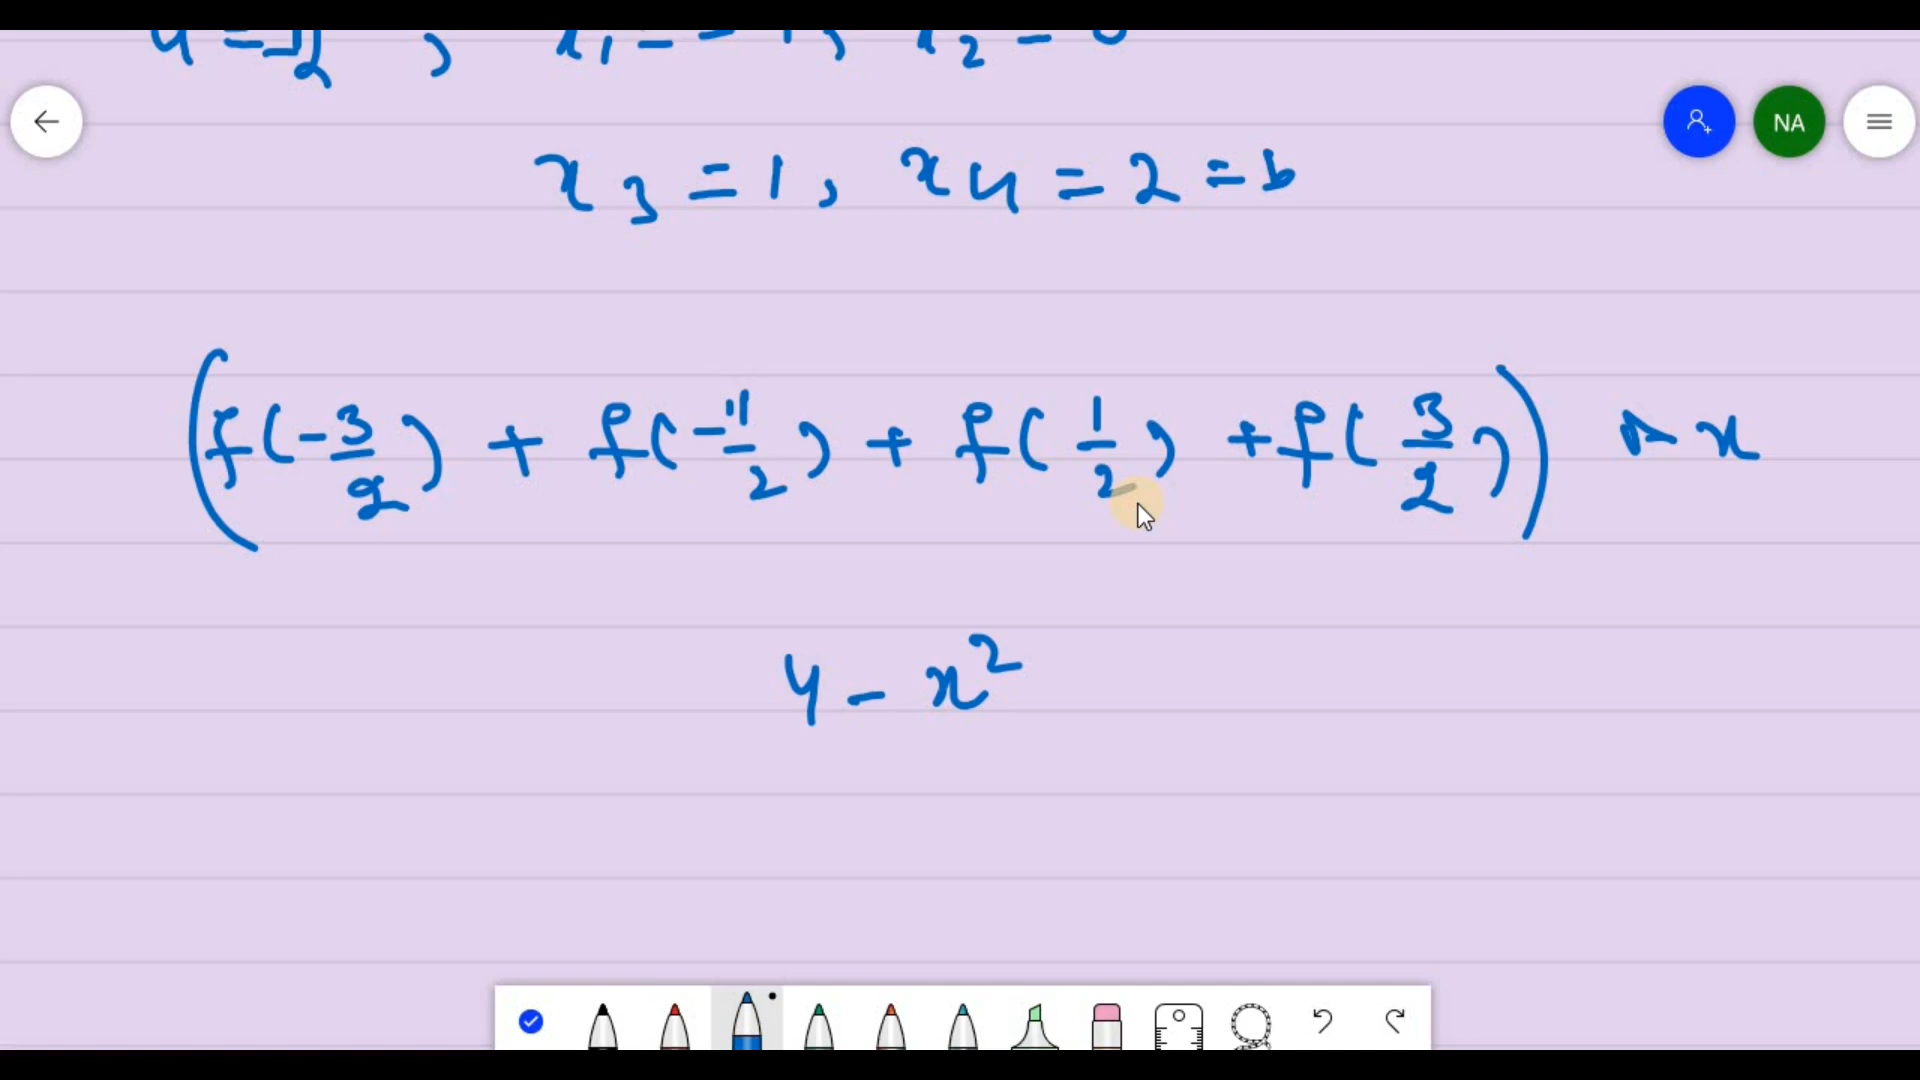 x₃ = 1, x₄ = 2 = b
NA
(f(-3/2) + f(-1/2) + f(1/2) + f(3/2)) Δx
4 - x²